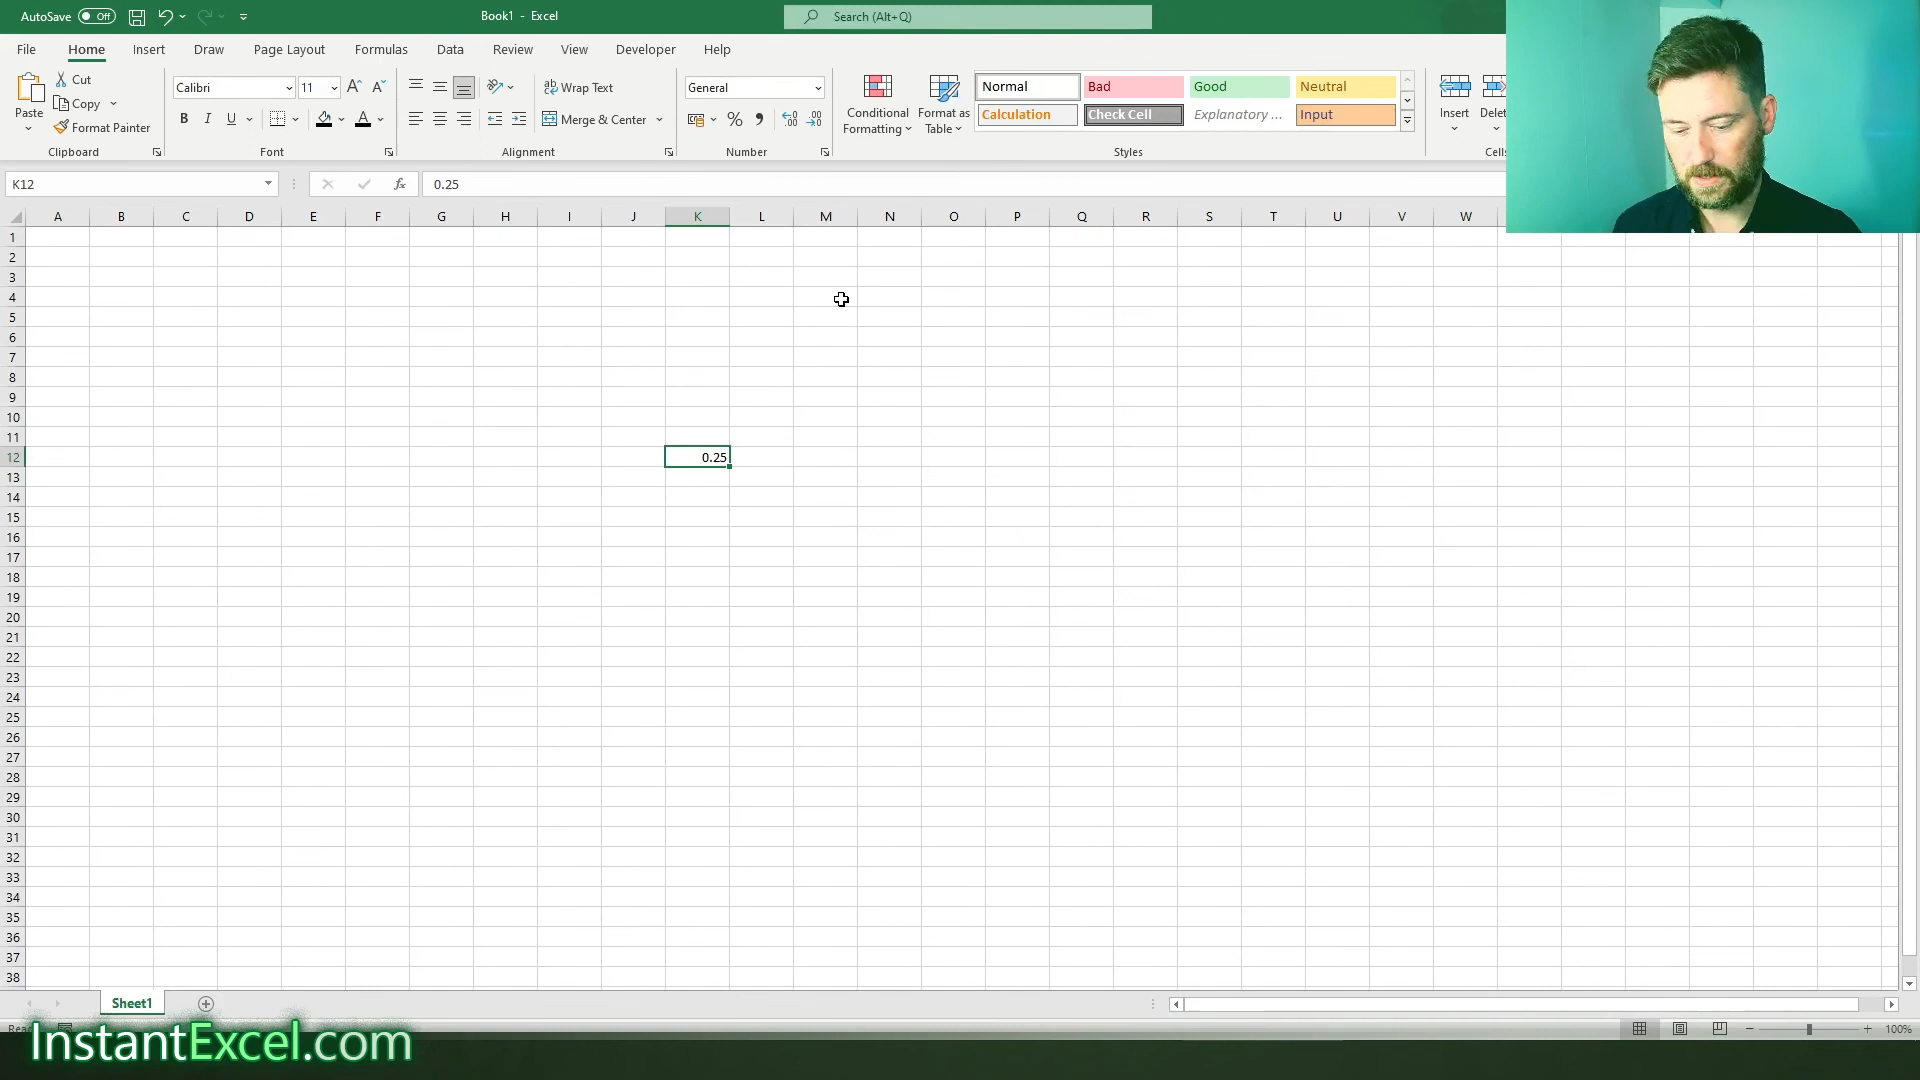 AutoSave Off Book1 - Excel Search (Alt+Q)
File Home Insert Draw Page Layout Formulas Data Review View Developer Help
Paste
Cut
Copy
Format Painter
Clipboard
Calibri 11
B I U
Font
Wrap Text
Merge & Center
Alignment
General
%
Number
Conditional
Formatting
Format as
Table
Normal Bad Good Neutral
Calculation Check Cell Explanatory ... Input
Styles
Insert
Cells
K12 fx 0.25
A B C D E F G H I J K L M N O P Q R S T U V W
1
2
3
4
5
6
7
8
9
10
11
12 0.25
13
14
15
16
17
18
19
20
21
22
23
24
25
26
27
28
29
30
31
32
33
34
35
36
37
38
Sheet1
100%
InstantExcel.com